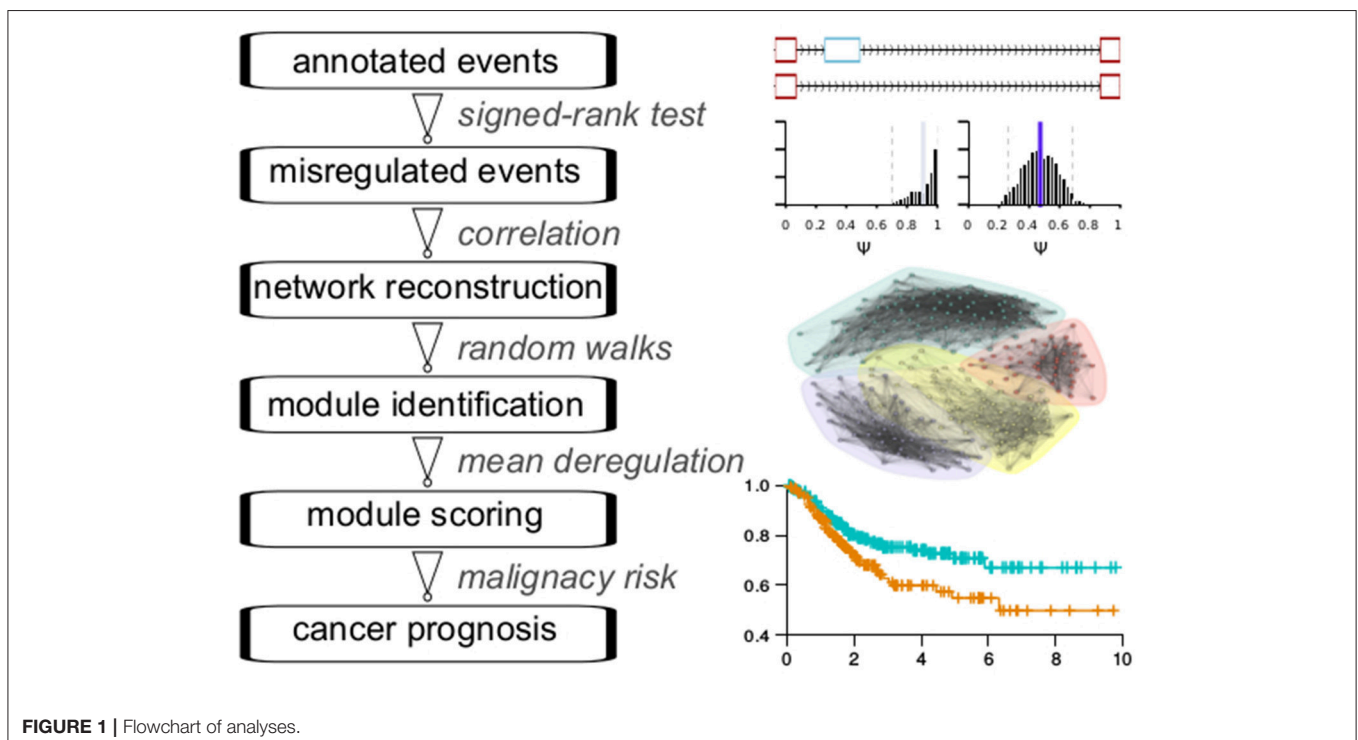 annotated events
signed-rank test
misregulated events
correlation
network reconstruction
random walks
module identification
mean deregulation
module scoring
malignacy risk
cancer prognosis
0 0.2 0.4 0.6 0.8 1
Ψ
0 0.2 0.4 0.6 0.8 1
Ψ
1.0
0.8
0.6
0.4
0 2 4 6 8 10
FIGURE 1 | Flowchart of analyses.